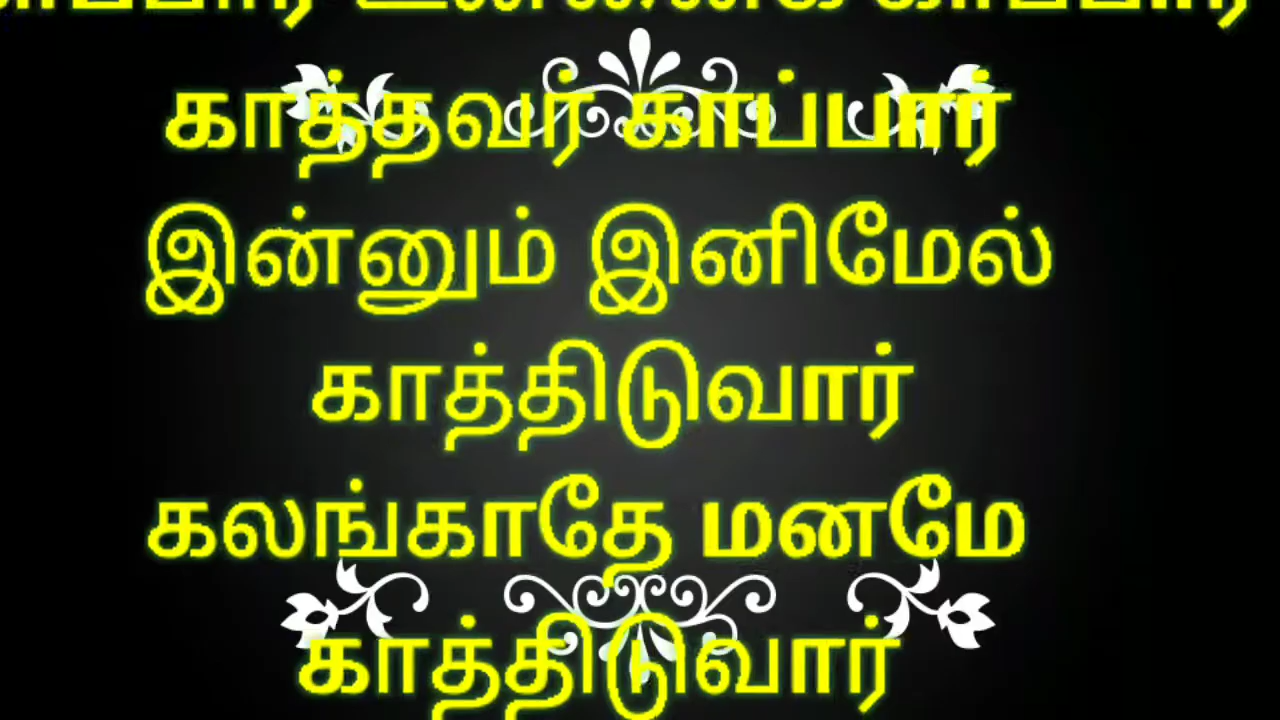 காத்தவர் காப்பார்
இன்னும் இனிமேல்
காத்திடுவார்
கலங்காதே மனமே
காத்திடுவார்